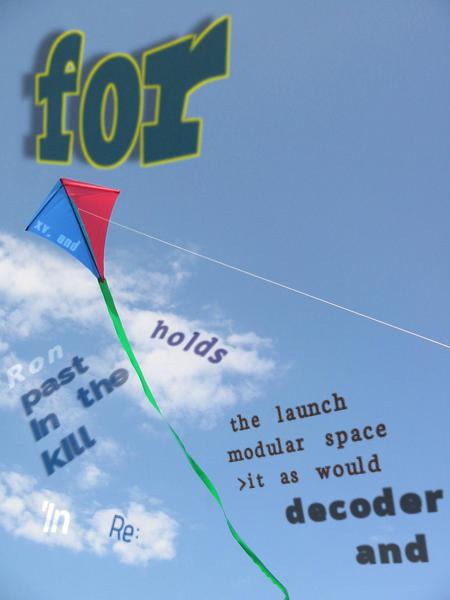 for
xv, and
holds
Ron
past
In the
kill
the launch
modular space
>it as would
decoder
and
'In
Re: